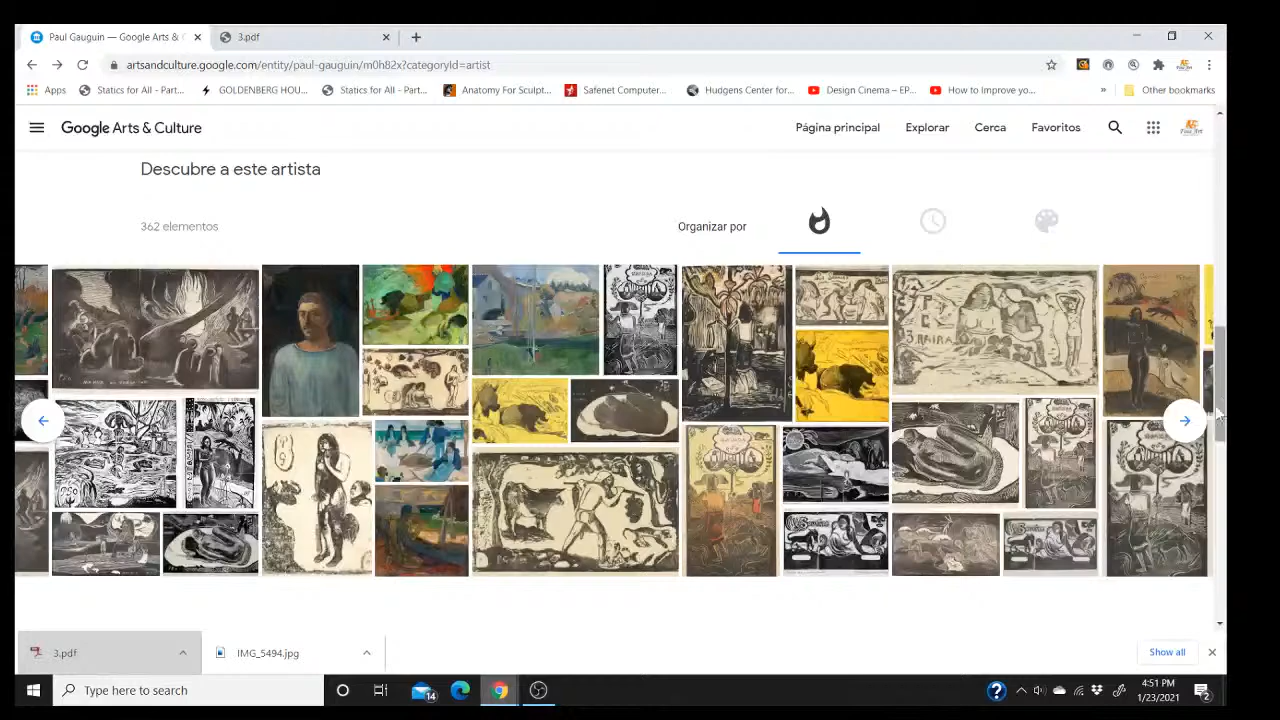 Paul Gauguin — Google Arts & C
3.pdf
artsandculture.google.com/entity/paul-gauguin/m0h82x?categoryId=artist
Apps
Statics for All - Part...
GOLDENBERG HOU...
Statics for All - Part...
Anatomy For Sculpt...
Safenet Computer...
Hudgens Center for...
Design Cinema – EP...
How to Improve yo...
»
Other bookmarks
Google Arts & Culture
Página principal
Explorar
Cerca
Favoritos
Descubre a este artista
362 elementos
Organizar por
3.pdf
IMG_5494.jpg
Show all
Type here to search
14
4:51 PM
1/23/2021
2